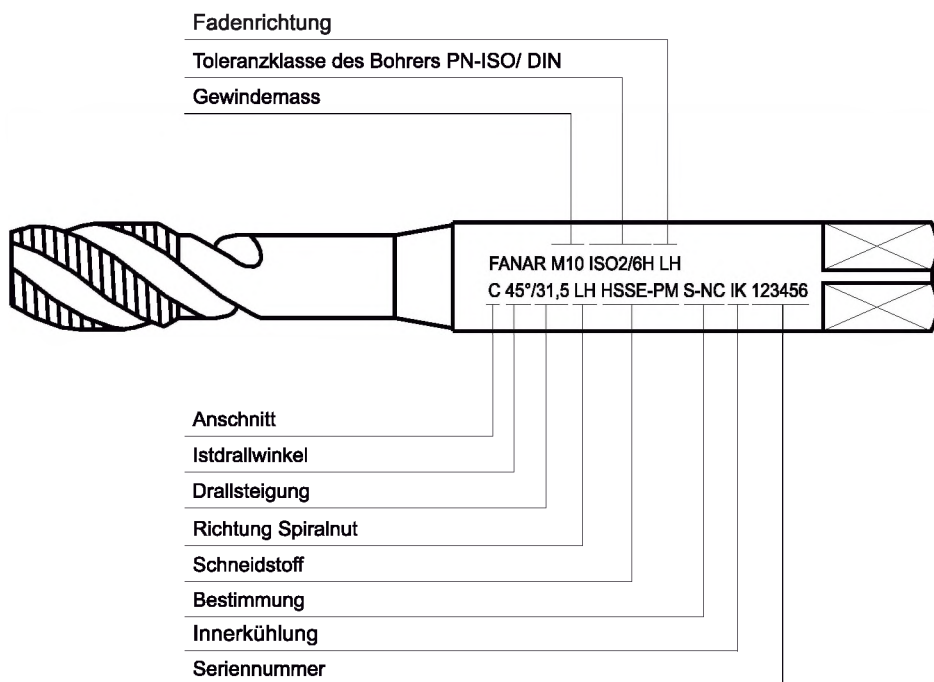 Fadenrichtung
Toleranzklasse des Bohrers PN-ISO/ DIN
Gewindemass
FANAR M10 ISO2/6H LH
C 45°/31,5 LH HSSE-PM S-NC IK 123456
Anschnitt
Istdrallwinkel
Drallsteigung
Richtung Spiralnut
Schneidstoff
Bestimmung
Innerkühlung
Seriennummer